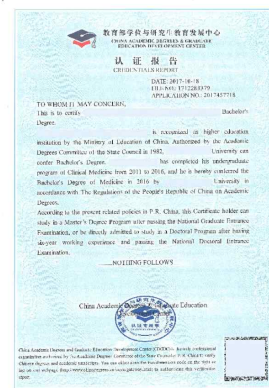 教育部学位与研究生教育发展中心
CHINA ACADEMIC DEGREES & GRADUATE
EDUCATION DEVELOPMENT CENTER
认 证 报 告
CREDENTIALS REPORT
DATE: 2017-10-18
APPLICATION NO. 2017437718
TO WHOM IT MAY CONCERN,
This is to certify Bachelor's
Degree.
is recognized as higher education
institution by the Ministry of Education of China. Authorized by the Academic
Degrees Committee of the State Council in 1982, University can
confer Bachelor's Degree. has completed his undergraduate
program of Clinical Medicine from 2011 to 2016, and he is hereby conferred the
Bachelor's Degree of Medicine in 2016 by University in
accordance with The Regulations of the People's Republic of China on Academic
Degrees.
According to the present related policies in P.R. China, this Certificate holder can
study in a Master's Degree Program after passing the National Graduate Entrance
Examination, or be directly admitted to study in a Doctoral Program after having
six-year working experience and passing the National Doctoral Entrance
Examination.
NOTHING FOLLOWS
China Academic Degrees & Graduate Education